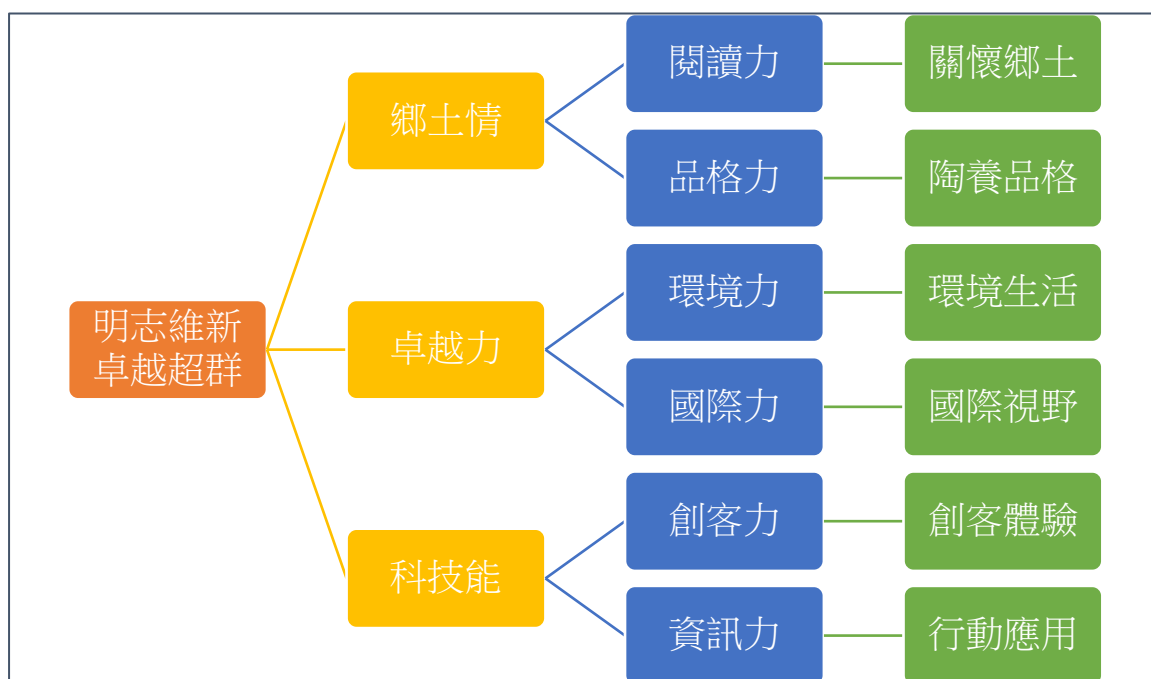 明志維新
卓越超群
鄉土情
閱讀力
關懷鄉土
品格力
陶養品格
卓越力
環境力
環境生活
國際力
國際視野
科技能
創客力
創客體驗
資訊力
行動應用